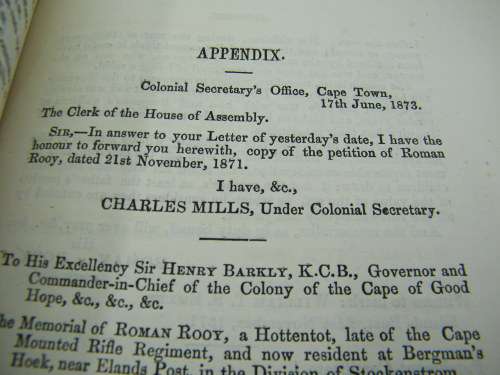 APPENDIX.
Colonial Secretary's Office, Cape Town,
17th June, 1873.
The Clerk of the House of Assembly.
SIR,—In answer to your Letter of yesterday's date, I have the
honour to forward you herewith, copy of the petition of Roman
Rooy, dated 21st November, 1871.
I have, &c.,
CHARLES MILLS, Under Colonial Secretary.
To His Excellency Sir HENRY BARKLY, K.C.B., Governor and
Commander-in-Chief of the Colony of the Cape of Good
Hope, &c., &c., &c.
Memorial of ROMAN ROOY, a Hottentot, late of the Cape
Mounted Rifle Regiment, and now resident at Bergman's
Hoek, near Elands Post, in the Division of Stockenstrom